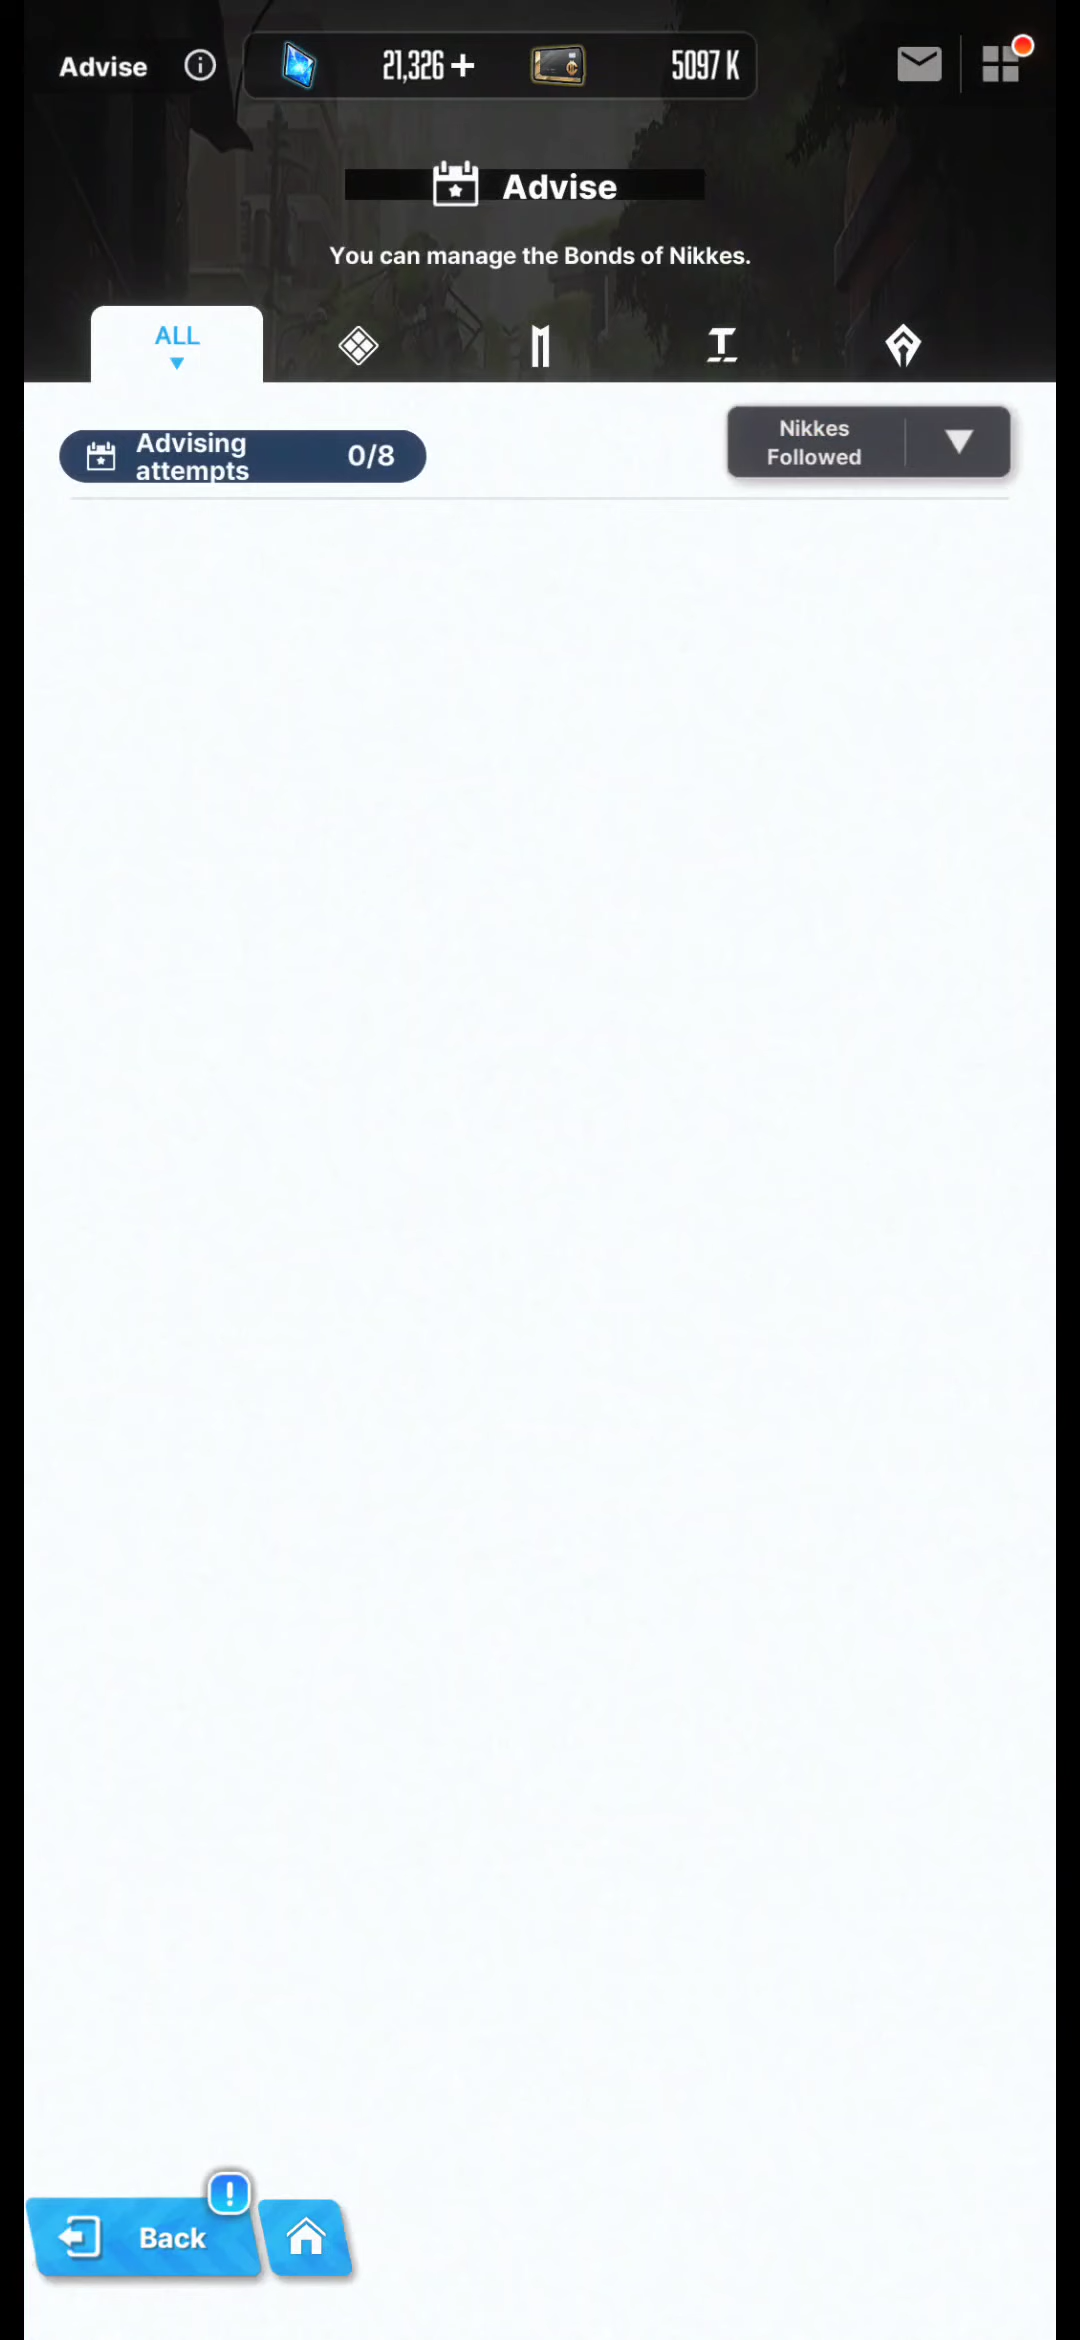 Advise
21,326
5097 K
Advise
You can manage the Bonds of Nikkes.
ALL
Advising
attempts
0/8
Nikkes
Followed
Back